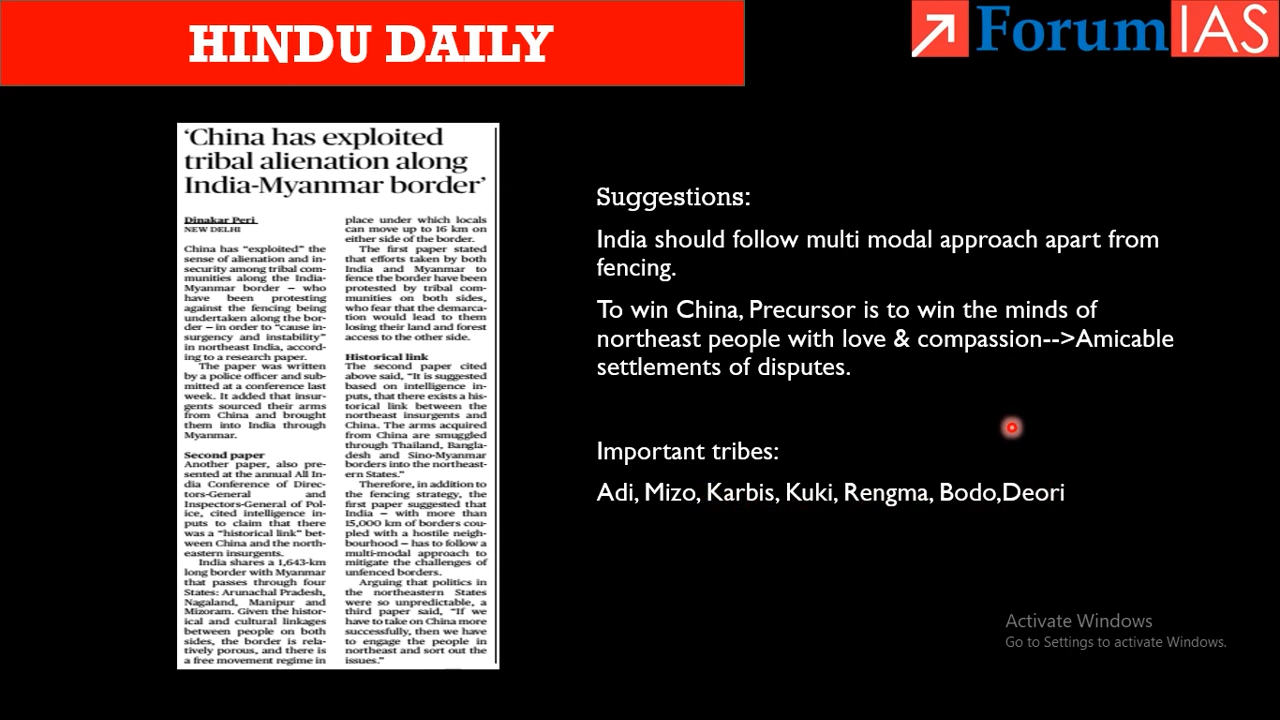 HINDU DAILY
ForumIAS
‘China has exploited
tribal alienation along
India-Myanmar border’
Dinakar Peri
NEW DELHI
China has “exploited” the
sense of alienation and in-
security among tribal com-
munities along the India-
Myanmar border – who
have been protesting
against the fencing being
undertaken along the bor-
der – in order to “cause in-
surgency and instability”
in northeast India, accord-
ing to a research paper.
The paper was written
by a police officer and sub-
mitted at a conference last
week. It added that insur-
gents sourced their arms
from China and brought
them into India through
Myanmar.
Second paper
Another paper, also pre-
sented at the annual All In-
dia Conference of Direc-
tors-General and
Inspectors-General of Pol-
ice, cited intelligence in-
puts to claim that there
was a “historical link” bet-
ween China and the north-
eastern insurgents.
India shares a 1,643-km
long border with Myanmar
that passes through four
States: Arunachal Pradesh,
Nagaland, Manipur and
Mizoram. Given the histor-
ical and cultural linkages
between people on both
sides, the border is rela-
tively porous, and there is
a free movement regime in
place under which locals
can move up to 16 km on
either side of the border.
The first paper stated
that efforts taken by both
India and Myanmar to
fence the border have been
protested by tribal com-
munities on both sides,
who fear that the demarca-
tion would lead to them
losing their land and forest
access to the other side.
Historical link
The second paper cited
above said, “It is suggested
based on intelligence in-
puts, that there exists a his-
torical link between the
northeast insurgents and
China. The arms acquired
from China are smuggled
through Thailand, Bangla-
desh and Sino-Myanmar
borders into the northeast-
ern States.”
Therefore, in addition to
the fencing strategy, the
first paper suggested that
India – with more than
15,000 km of borders cou-
pled with a hostile neigh-
bourhood – has to follow a
multi-modal approach to
mitigate the challenges of
unfenced borders.
Arguing that politics in
the northeastern States
were so unpredictable, a
third paper said, “If we
have to take on China more
successfully, then we have
to engage the people in
northeast and sort out the
issues.”
Suggestions:
India should follow multi modal approach apart from
fencing.
To win China, Precursor is to win the minds of
northeast people with love & compassion-->Amicable
settlements of disputes.
Important tribes:
Adi, Mizo, Karbis, Kuki, Rengma, Bodo,Deori
Activate Windows
Go to Settings to activate Windows.